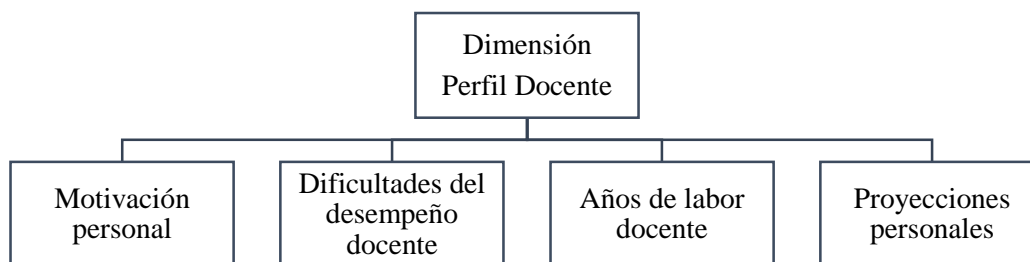 Dimensión
Perfil Docente
Motivación
personal
Dificultades del
desempeño
docente
Años de labor
docente
Proyecciones
personales